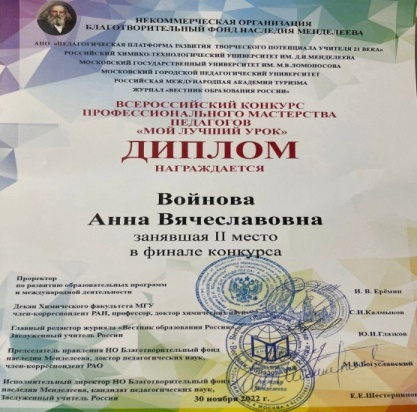 НЕКОММЕРЧЕСКАЯ ОРГАНИЗАЦИЯ
БЛАГОТВОРИТЕЛЬНЫЙ ФОНД НАСЛЕДИЯ МЕНДЕЛЕЕВА
АНО «ПЕДАГОГИЧЕСКАЯ ПЛАТФОРМА РАЗВИТИЯ ТВОРЧЕСКОГО ПОТЕНЦИАЛА УЧИТЕЛЯ 21 ВЕКА»
РОССИЙСКИЙ ХИМИКО-ТЕХНОЛОГИЧЕСКИЙ УНИВЕРСИТЕТ ИМ. Д.И.МЕНДЕЛЕЕВА
МОСКОВСКИЙ ГОСУДАРСТВЕННЫЙ УНИВЕРСИТЕТ ИМ. М.В.ЛОМОНОСОВА
МОСКОВСКИЙ ГОРОДСКОЙ ПЕДАГОГИЧЕСКИЙ УНИВЕРСИТЕТ
РОССИЙСКАЯ МЕЖДУНАРОДНАЯ АКАДЕМИЯ ТУРИЗМА
ЖУРНАЛ «ВЕСТНИК ОБРАЗОВАНИЯ РОССИИ»
ВСЕРОССИЙСКИЙ КОНКУРС
ПРОФЕССИОНАЛЬНОГО МАСТЕРСТВА
ПЕДАГОГОВ
«МОЙ ЛУЧШИЙ УРОК»
ДИПЛОМ
НАГРАЖДАЕТСЯ
Войнова
Анна Вячеславовна
занявшая II место
в финале конкурса
Проректор
по развитию образовательных программ
и международной деятельности
И. В. Ерёмин
Декан Химического факультета МГУ
член-корреспондент РАН, профессор, доктор химический наук
С.Н.Калмыков
Главный редактор журнала «Вестник образования России»
Заслуженный учитель России
Ю.И.Глазков
Председатель правления НО Благотворительный фонд
наследия Менделеева, доктор педагогических наук,
член-корреспондент РАО
М.В.Богуславский
Исполнительный директор НО Благотворительный фонд
наследия Менделеева, кандидат педагогических наук,
Заслуженный учитель России
Е.Е.Шестернинов
30 ноября 2022 г.